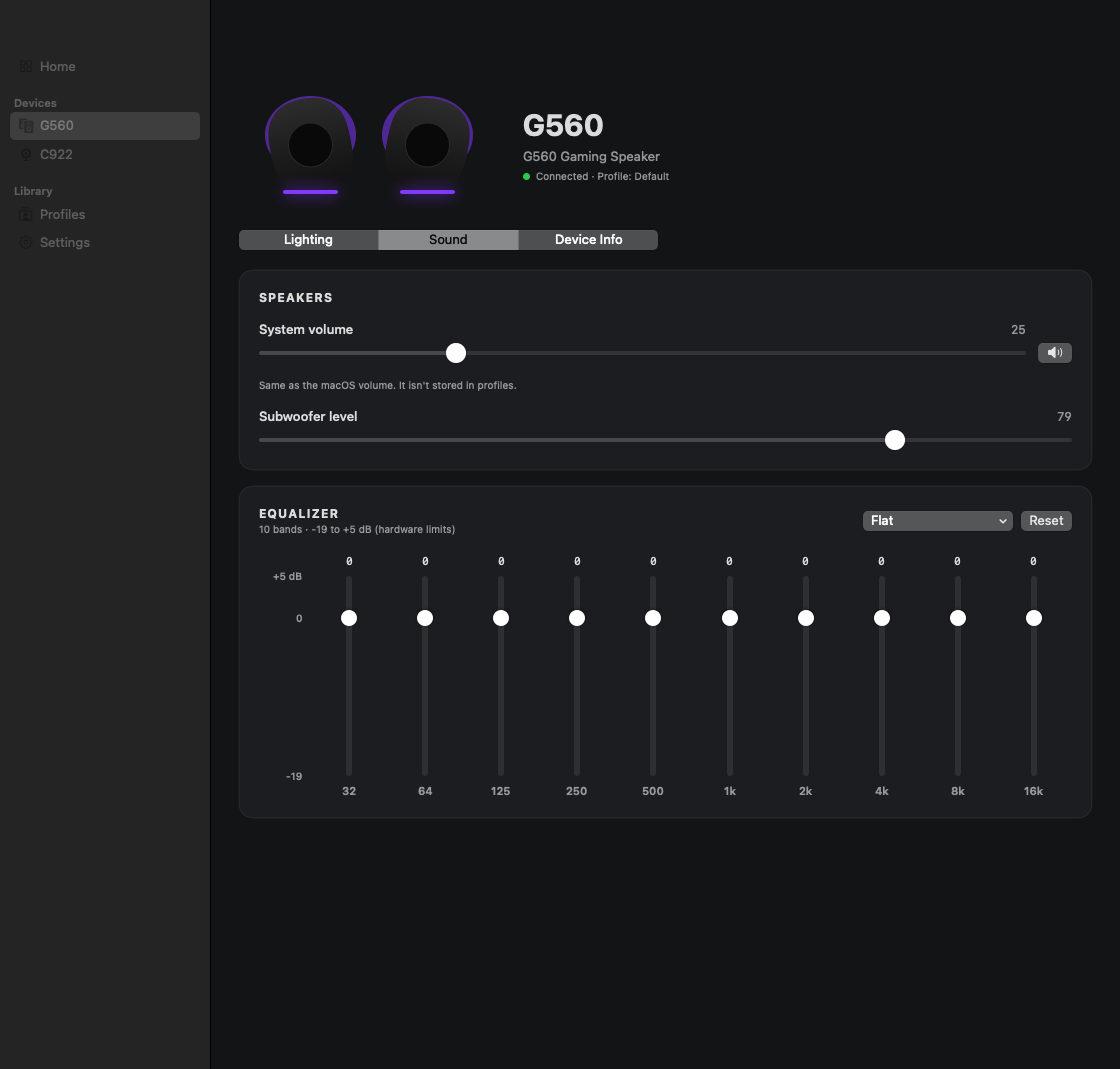 Home
Devices
G560
C922
Library
Profiles
Settings
G560
G560 Gaming Speaker
Connected · Profile: Default
Lighting Sound Device Info
SPEAKERS
System volume 25
Same as the macOS volume. It isn't stored in profiles.
Subwoofer level 79
EQUALIZER
10 bands · -19 to +5 dB (hardware limits)
Flat Reset
0 0 0 0 0 0 0 0 0 0
+5 dB
0
-19
32 64 125 250 500 1k 2k 4k 8k 16k